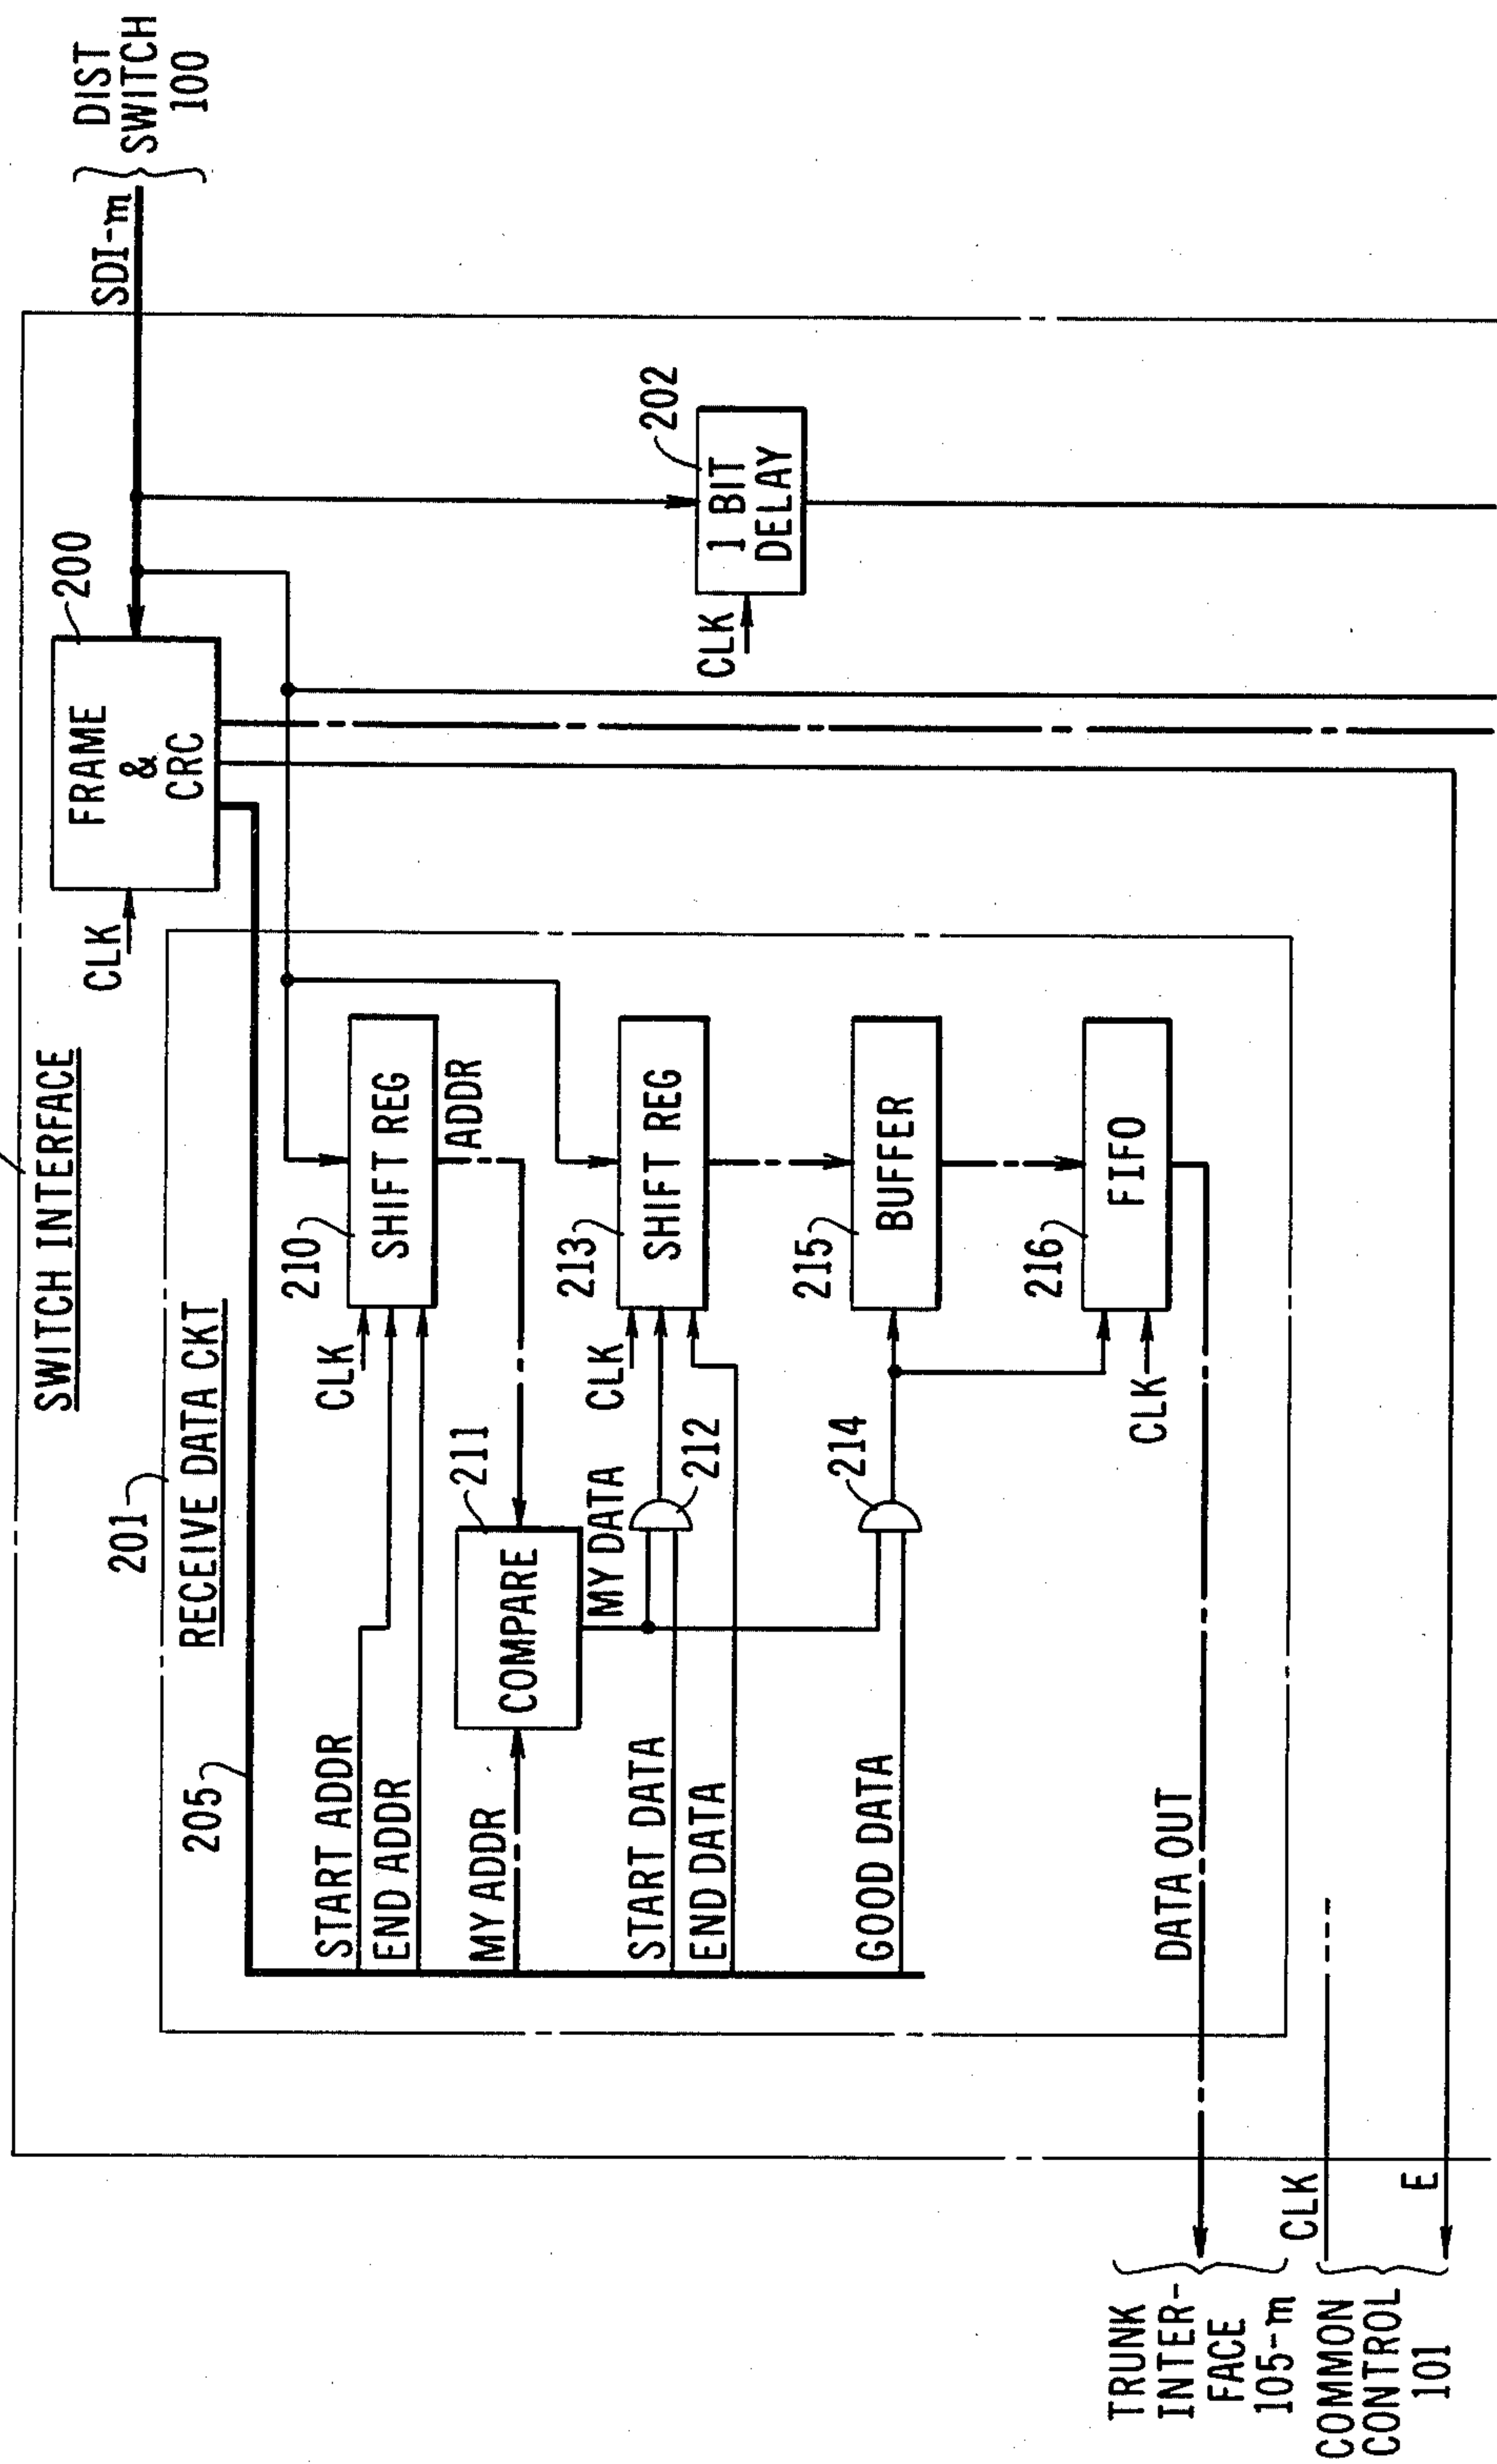 SWITCH INTERFACE
201
RECEIVE DATA CKT
205
CLK
FRAME
&
CRC
200
SDI-m
DIST
SWITCH
100
START ADDR
END ADDR
CLK
210
SHIFT REG
ADDR
MY ADDR
COMPARE
211
MY DATA
START DATA
END DATA
212
CLK
213
SHIFT REG
CLK
1 BIT
DELAY
202
GOOD DATA
214
215
BUFFER
216
FIFO
CLK
DATA OUT
TRUNK
INTER-
FACE
105-m
CLK
E
COMMON
CONTROL
101